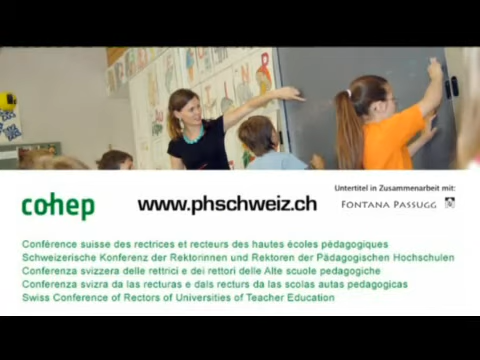 cohep
www.phschweiz.ch
Untertitel in Zusammenarbeit mit:
FONTANA PASSUGG
Conférence suisse des rectrices et recteurs des hautes écoles pédagogiques
Schweizerische Konferenz der Rektorinnen und Rektoren der Pädagogischen Hochschulen
Conferenza svizzera delle rettrici e dei rettori delle Alte scuole pedagogiche
Conferenza svizra da las recturas e dals recturs da las scolas autas pedagogicas
Swiss Conference of Rectors of Universities of Teacher Education